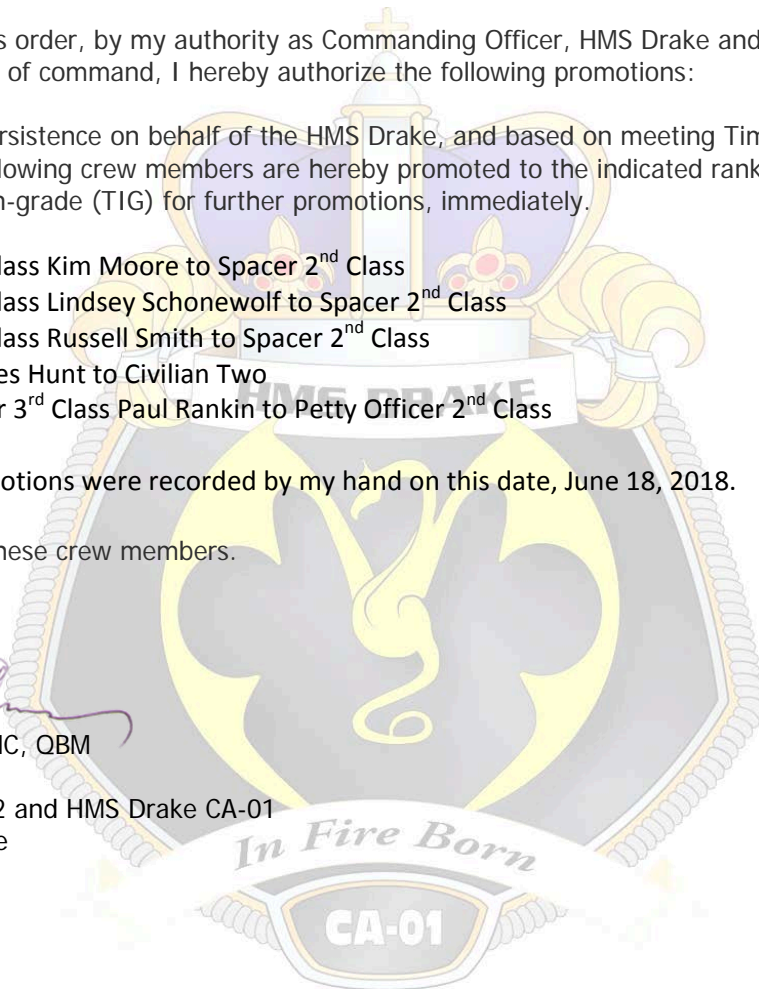 s order, by my authority as Commanding Officer, HMS Drake and
of command, I hereby authorize the following promotions:
rsistence on behalf of the HMS Drake, and based on meeting Tim
lowing crew members are hereby promoted to the indicated rank
n-grade (TIG) for further promotions, immediately.
lass Kim Moore to Spacer 2nd Class
lass Lindsey Schonewolf to Spacer 2nd Class
lass Russell Smith to Spacer 2nd Class
es Hunt to Civilian Two
r 3rd Class Paul Rankin to Petty Officer 2nd Class
HMS DRAKE
otions were recorded by my hand on this date, June 18, 2018.
hese crew members.
MC, QBM
2 and HMS Drake CA-01
e
In Fire Born
CA-01